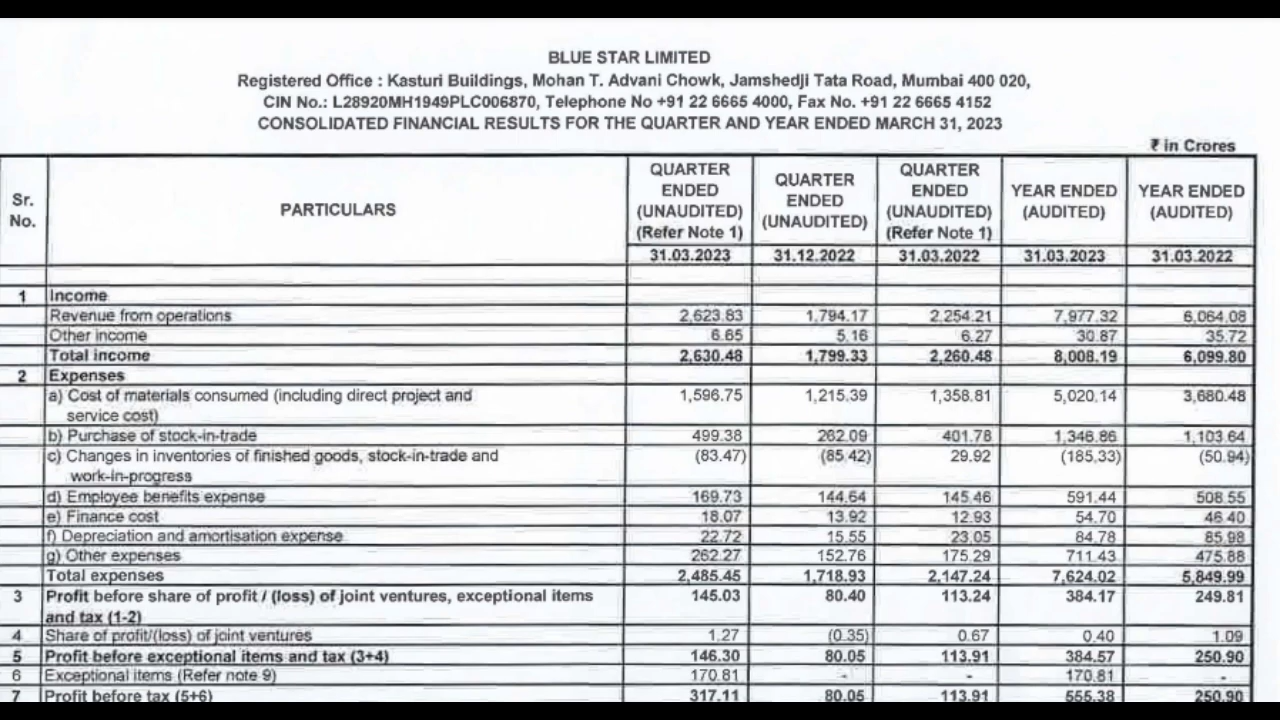 BLUE STAR LIMITED
Registered Office : Kasturi Buildings, Mohan T. Advani Chowk, Jamshedji Tata Road, Mumbai 400 020,
CIN No.: L28920MH1949PLC006870, Telephone No +91 22 6665 4000, Fax No. +91 22 6665 4152
CONSOLIDATED FINANCIAL RESULTS FOR THE QUARTER AND YEAR ENDED MARCH 31, 2023
₹ in Crores
Sr. No. PARTICULARS QUARTER ENDED (UNAUDITED) (Refer Note 1) QUARTER ENDED (UNAUDITED) QUARTER ENDED (UNAUDITED) (Refer Note 1) YEAR ENDED (AUDITED) YEAR ENDED (AUDITED)
31.03.2023 31.12.2022 31.03.2022 31.03.2023 31.03.2022
1 Income
Revenue from operations 2,623.83 1,794.17 2,254.21 7,977.32 6,064.08
Other income 6.65 5.16 6.27 30.87 35.72
Total income 2,630.48 1,799.33 2,260.48 8,008.19 6,099.80
2 Expenses
a) Cost of materials consumed (including direct project and 1,596.75 1,215.39 1,358.81 5,020.14 3,680.48
service cost)
b) Purchase of stock-in-trade 499.38 262.09 401.78 1,346.86 1,103.64
c) Changes in inventories of finished goods, stock-in-trade and (83.47) (85.42) 29.92 (185.33) (50.94)
work-in-progress
d) Employee benefits expense 169.73 144.64 145.46 591.44 508.55
e) Finance cost 18.07 13.92 12.93 54.70 46.40
f) Depreciation and amortisation expense 22.72 15.55 23.05 84.78 85.98
g) Other expenses 262.27 152.76 175.29 711.43 475.88
Total expenses 2,485.45 1,718.93 2,147.24 7,624.02 5,849.99
3 Profit before share of profit / (loss) of joint ventures, exceptional items 145.03 80.40 113.24 384.17 249.81
and tax (1-2)
4 Share of profit/(loss) of joint ventures 1.27 (0.35) 0.67 0.40 1.09
5 Profit before exceptional items and tax (3+4) 146.30 80.05 113.91 384.57 250.90
6 Exceptional items (Refer note 9) 170.81 - - 170.81 -
7 Profit before tax (5+6) 317.11 80.05 113.91 555.38 250.90